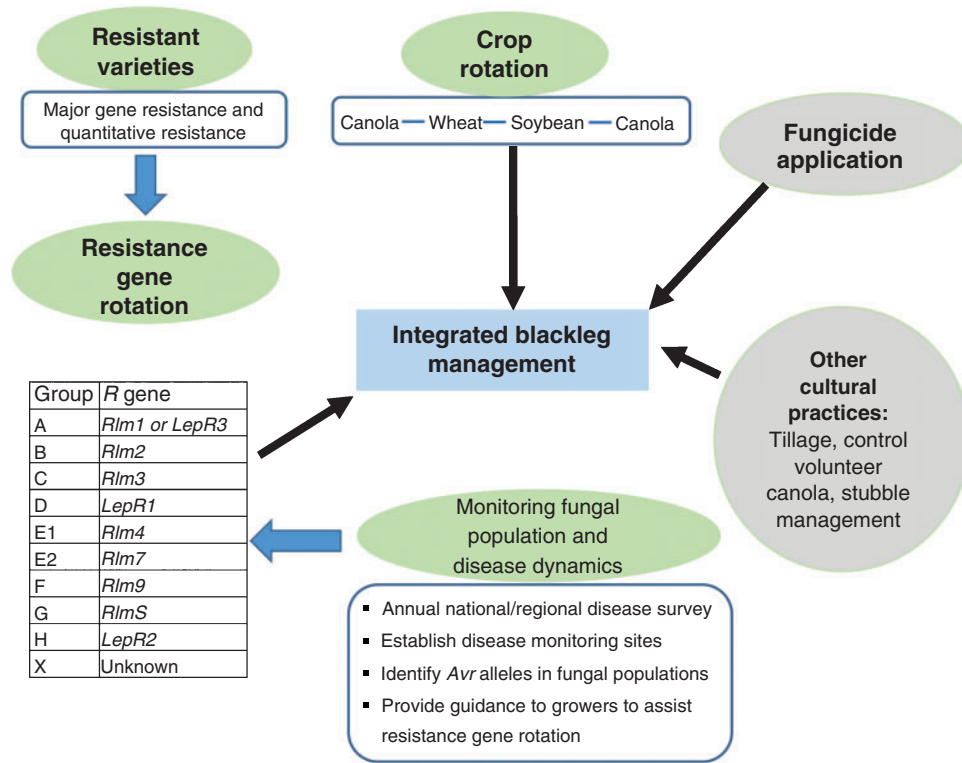 Resistant
varieties
Major gene resistance and
quantitative resistance
Resistance
gene
rotation
Crop
rotation
Canola Wheat Soybean Canola
Fungicide
application
Integrated blackleg
management
Other
cultural
practices:
Tillage, control
volunteer
canola, stubble
management
Group R gene
A Rlm1 or LepR3
B Rlm2
C Rlm3
D LepR1
E1 Rlm4
E2 Rlm7
F Rlm9
G RlmS
H LepR2
X Unknown
Monitoring fungal
population and
disease dynamics
▪ Annual national/regional disease survey
▪ Establish disease monitoring sites
▪ Identify Avr alleles in fungal populations
▪ Provide guidance to growers to assist
resistance gene rotation